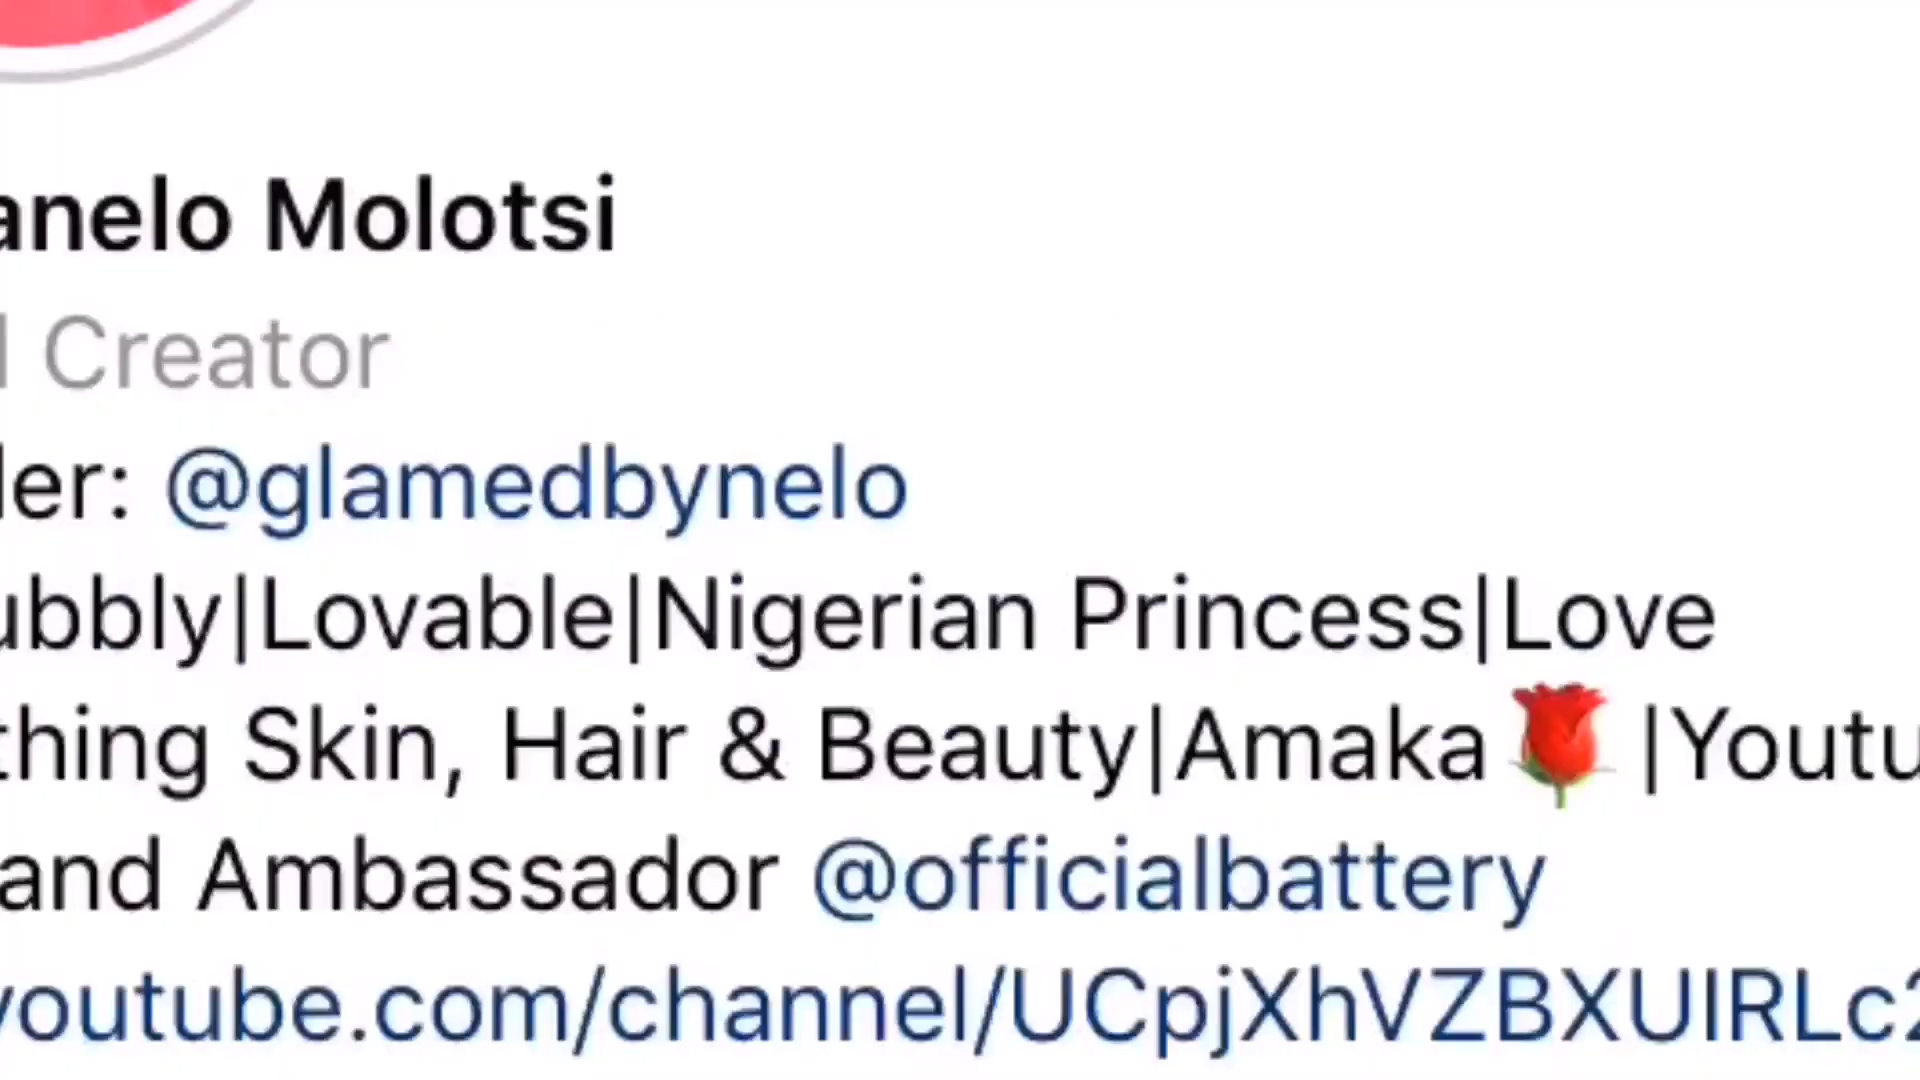 anelo Molotsi
l Creator
ler: @glamedbynelo
ubbly|Lovable|Nigerian Princess|Love
thing Skin, Hair & Beauty|Amaka🌹|Youtu
and Ambassador @officialbattery
youtube.com/channel/UCpjXhVZBXUIRLc2